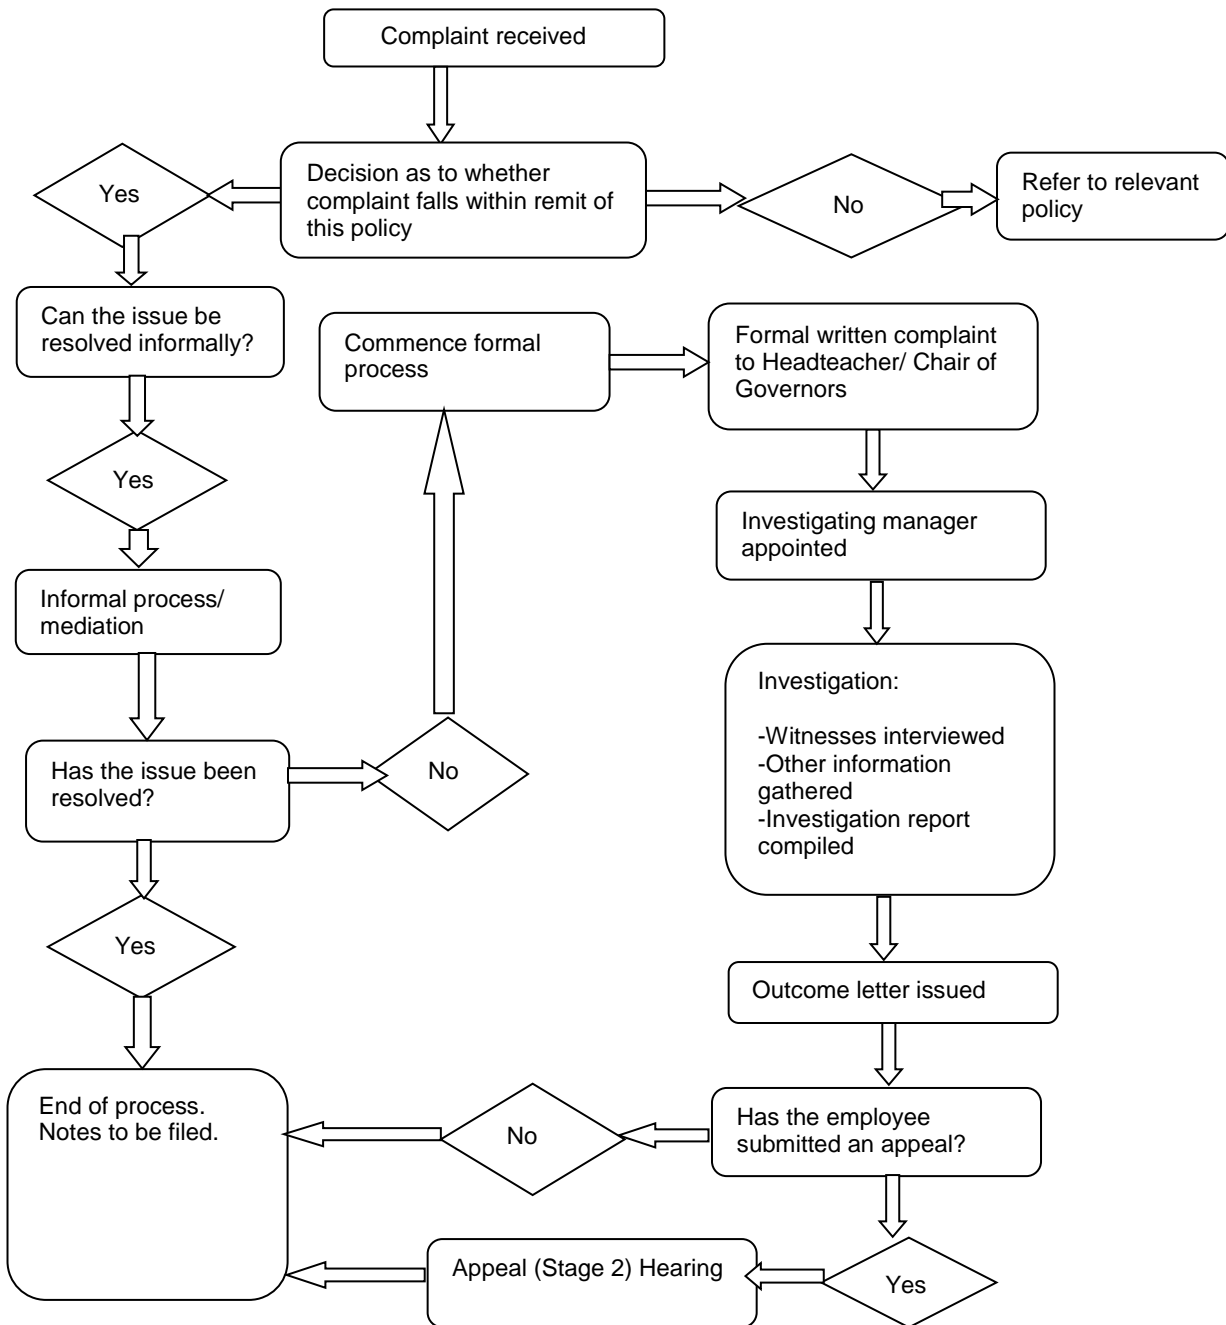 Complaint received
Yes
Decision as to whether
complaint falls within remit of
this policy
No
Refer to relevant
policy
Can the issue be
resolved informally?
Commence formal
process
Formal written complaint
to Headteacher/ Chair of
Governors
Yes
Investigating manager
appointed
Informal process/
mediation
Investigation:
-Witnesses interviewed
-Other information
gathered
-Investigation report
compiled
Has the issue been
resolved?
No
Yes
Outcome letter issued
End of process.
Notes to be filed.
No
Has the employee
submitted an appeal?
Appeal (Stage 2) Hearing
Yes